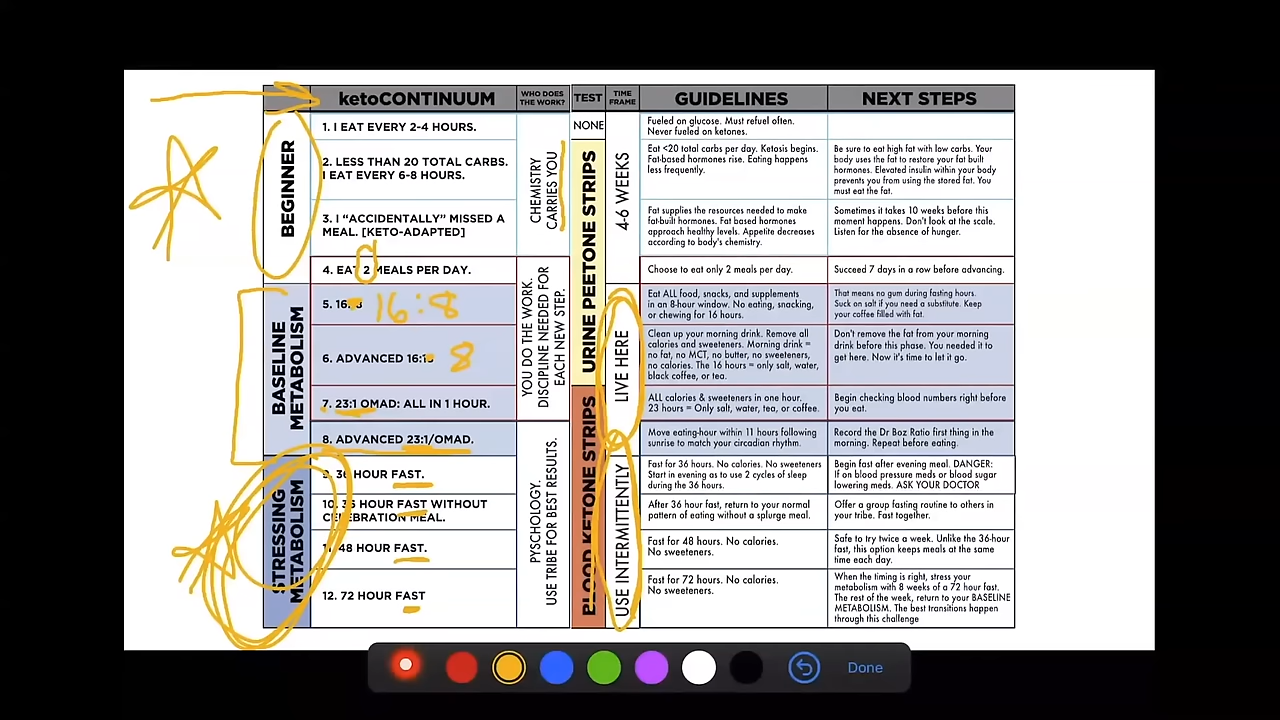 ketoCONTINUUM
WHO DOES
THE WORK?
TEST
TIME
FRAME
GUIDELINES
NEXT STEPS
BEGINNER
1. I EAT EVERY 2-4 HOURS.
CHEMISTRY
CARRIES YOU
NONE
4-6 WEEKS
Fueled on glucose. Must refuel often.
Never fueled on ketones.
2. LESS THAN 20 TOTAL CARBS.
I EAT EVERY 6-8 HOURS.
URINE PEETONE STRIPS
Eat <20 total carbs per day. Ketosis begins.
Fat-based hormones rise. Eating happens
less frequently.
Be sure to eat high fat with low carbs. Your
body uses the fat to restore your fat built
hormones. Elevated insulin within your body
prevents you from using the stored fat. You
must eat the fat.
3. I “ACCIDENTALLY” MISSED A
MEAL. [KETO-ADAPTED]
Fat supplies the resources needed to make
fat-built hormones. Fat based hormones
approach healthy levels. Appetite decreases
according to body's chemistry.
Sometimes it takes 10 weeks before this
moment happens. Don't look at the scale.
Listen for the absence of hunger.
4. EAT 2 MEALS PER DAY.
YOU DO THE WORK.
DISCIPLINE NEEDED FOR
EACH NEW STEP.
Choose to eat only 2 meals per day.
Succeed 7 days in a row before advancing.
BASELINE
METABOLISM
5. 16:8
16:8
LIVE HERE
Eat ALL food, snacks, and supplements
in an 8-hour window. No eating, snacking,
or chewing for 16 hours.
That means no gum during fasting hours.
Suck on salt if you need a substitute. Keep
your coffee filled with fat.
6. ADVANCED 16:
8
Clean up your morning drink. Remove all
calories and sweeteners. Morning drink =
no fat, no MCT, no butter, no sweeteners,
no calories. The 16 hours = only salt, water,
black coffee, or tea.
Don't remove the fat from your morning
drink before this phase. You needed it to
get here. Now it's time to let it go.
7. 23:1 OMAD: ALL IN 1 HOUR.
BLOOD KETONE STRIPS
ALL calories & sweeteners in one hour.
23 hours = Only salt, water, tea, or coffee.
Begin checking blood numbers right before
you eat.
8. ADVANCED 23:1/OMAD.
PYSCHOLOGY.
USE TRIBE FOR BEST RESULTS.
Move eating-hour within 11 hours following
sunrise to match your circadian rhythm.
Record the Dr Boz Ratio first thing in the
morning. Repeat before eating.
STRESSING
METABOLISM
9. 36 HOUR FAST.
USE INTERMITTENTLY
Fast for 36 hours. No calories. No sweeteners
Start in evening as to use 2 cycles of sleep
during the 36 hours.
Begin fast after evening meal. DANGER:
If on blood pressure meds or blood sugar
lowering meds. ASK YOUR DOCTOR
10. 36 HOUR FAST WITHOUT
CELEBRATION MEAL.
After 36 hour fast, return to your normal
pattern of eating without a splurge meal.
Offer a group fasting routine to others in
your tribe. Fast together.
11. 48 HOUR FAST.
Fast for 48 hours. No calories.
No sweeteners.
Safe to try twice a week. Unlike the 36-hour
fast, this option keeps meals at the same
time each day.
12. 72 HOUR FAST
Fast for 72 hours. No calories.
No sweeteners.
When the timing is right, stress your
metabolism with 8 weeks of a 72 hour fast.
The rest of the week, return to your BASELINE
METABOLISM. The best transitions happen
through this challenge
Done